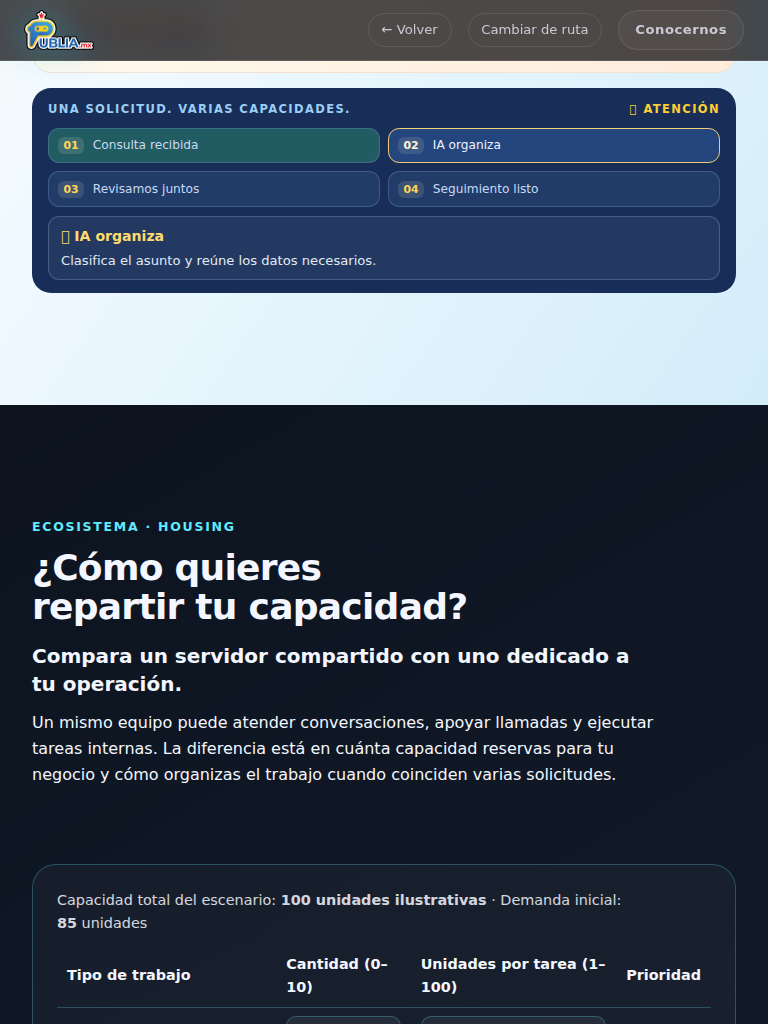 PUBLIA.mx
← Volver
Cambiar de ruta
Conocernos
UNA SOLICITUD. VARIAS CAPACIDADES.
ATENCIÓN
01 Consulta recibida
02 IA organiza
03 Revisamos juntos
04 Seguimiento listo
IA organiza
Clasifica el asunto y reúne los datos necesarios.
ECOSISTEMA · HOUSING
¿Cómo quieres
repartir tu capacidad?
Compara un servidor compartido con uno dedicado a
tu operación.
Un mismo equipo puede atender conversaciones, apoyar llamadas y ejecutar
tareas internas. La diferencia está en cuánta capacidad reservas para tu
negocio y cómo organizas el trabajo cuando coinciden varias solicitudes.
Capacidad total del escenario: 100 unidades ilustrativas · Demanda inicial:
85 unidades
Tipo de trabajo
Cantidad (0–
10)
Unidades por tarea (1–
100)
Prioridad